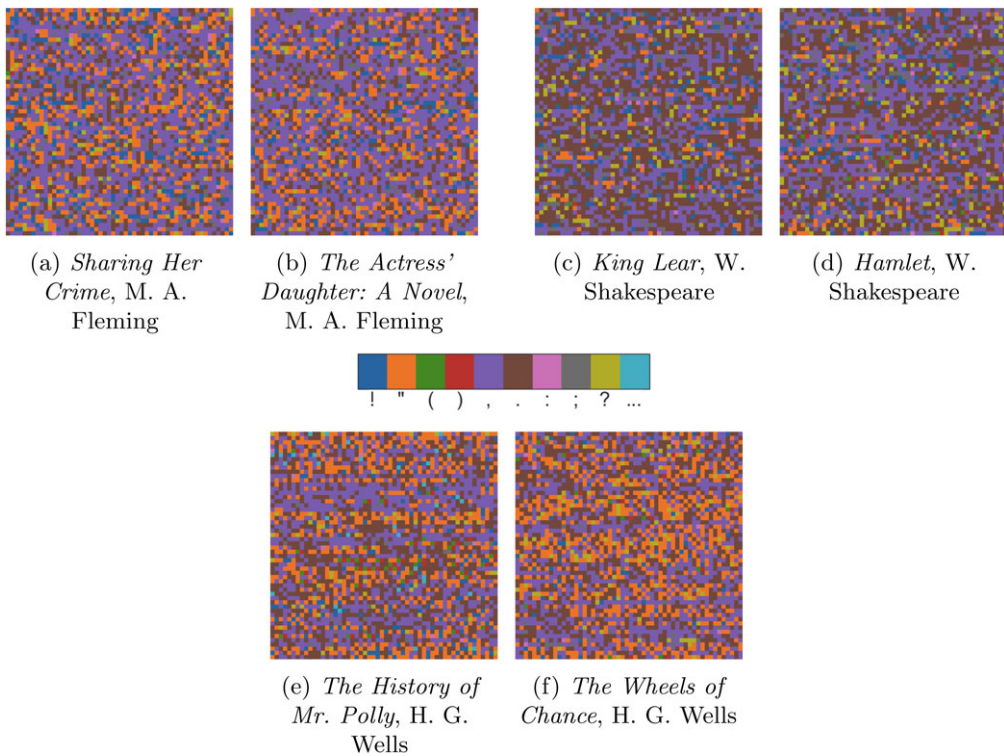 (a) Sharing Her
Crime, M. A.
Fleming
(b) The Actress'
Daughter: A Novel,
M. A. Fleming
(c) King Lear, W.
Shakespeare
(d) Hamlet, W.
Shakespeare
! " ( ) , . : ; ? ...
(e) The History of
Mr. Polly, H. G.
Wells
(f) The Wheels of
Chance, H. G. Wells